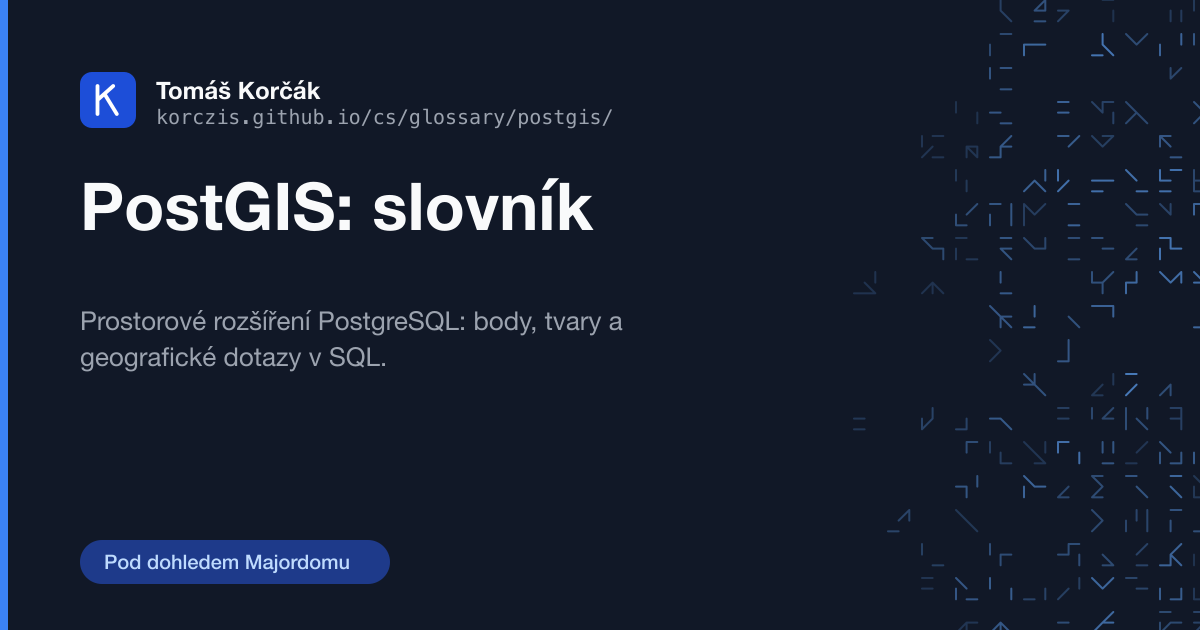 Tomáš Korčák
korczis.github.io/cs/glossary/postgis/
PostGIS: slovník
Prostorové rozšíření PostgreSQL: body, tvary a
geografické dotazy v SQL.
Pod dohledem Majordomu